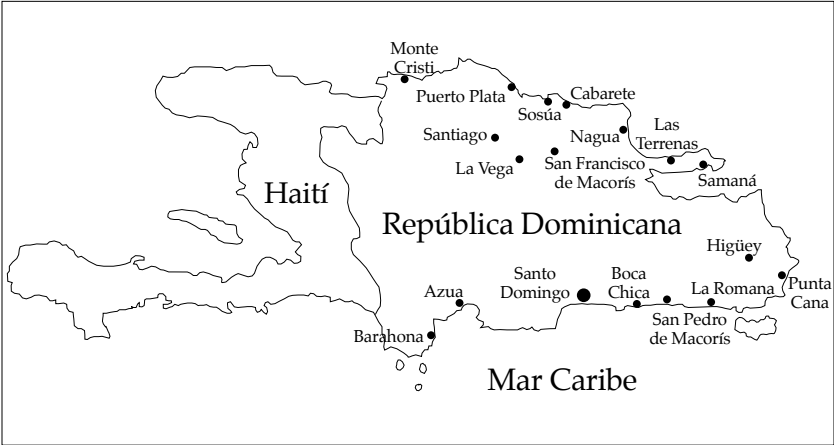 Monte
Cristi
Puerto Plata
Cabarete
Sosúa
Santiago
Nagua
Las
Terrenas
La Vega
San Francisco
de Macorís
Samaná
Haití
República Dominicana
Higüey
Azua
Santo
Domingo
Boca
Chica
La Romana
Punta
Cana
San Pedro
de Macorís
Barahona
Mar Caribe